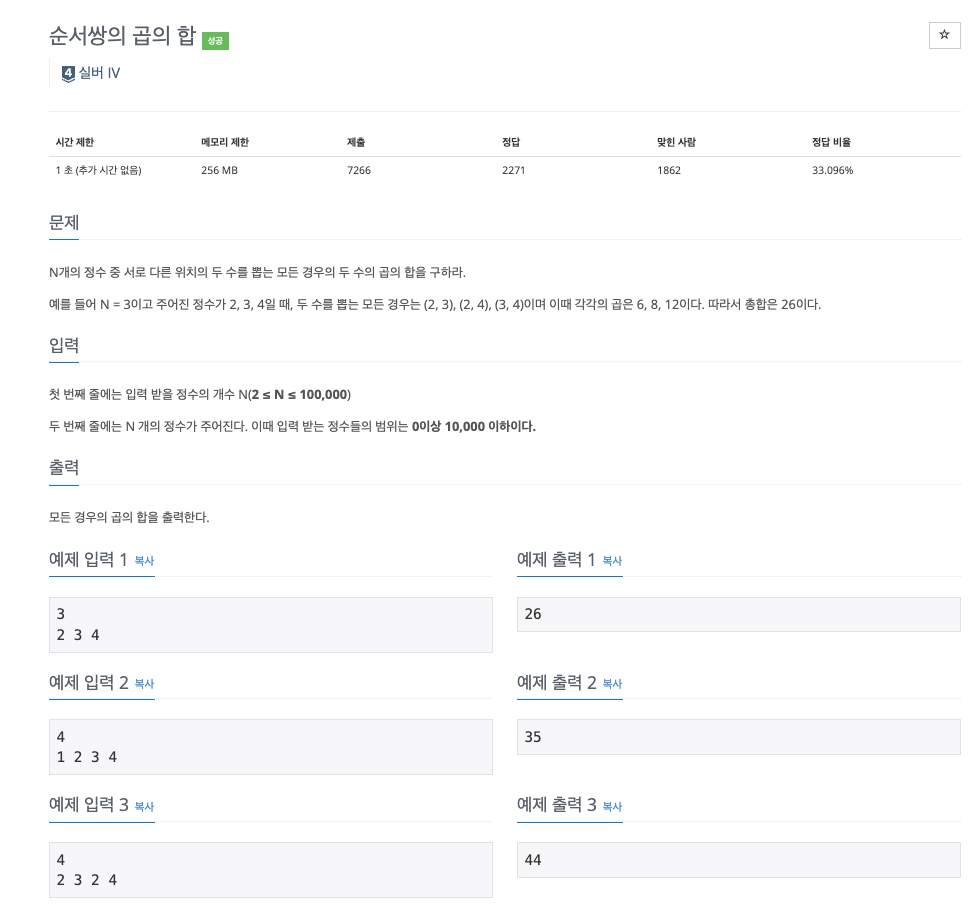 순서쌍의 곱의 합 성공
☆
4 실버 IV
시간 제한 메모리 제한 제출 정답 맞힌 사람 정답 비율
1 초 (추가 시간 없음) 256 MB 7266 2271 1862 33.096%
문제
N개의 정수 중 서로 다른 위치의 두 수를 뽑는 모든 경우의 두 수의 곱의 합을 구하라.
예를 들어 N = 3이고 주어진 정수가 2, 3, 4일 때, 두 수를 뽑는 모든 경우는 (2, 3), (2, 4), (3, 4)이며 이때 각각의 곱은 6, 8, 12이다. 따라서 총합은 26이다.
입력
첫 번째 줄에는 입력 받을 정수의 개수 N(2 ≤ N ≤ 100,000)
두 번째 줄에는 N 개의 정수가 주어진다. 이때 입력 받는 정수들의 범위는 0이상 10,000 이하이다.
출력
모든 경우의 곱의 합을 출력한다.
예제 입력 1 복사
3
2 3 4
예제 출력 1 복사
26
예제 입력 2 복사
4
1 2 3 4
예제 출력 2 복사
35
예제 입력 3 복사
4
2 3 2 4
예제 출력 3 복사
44